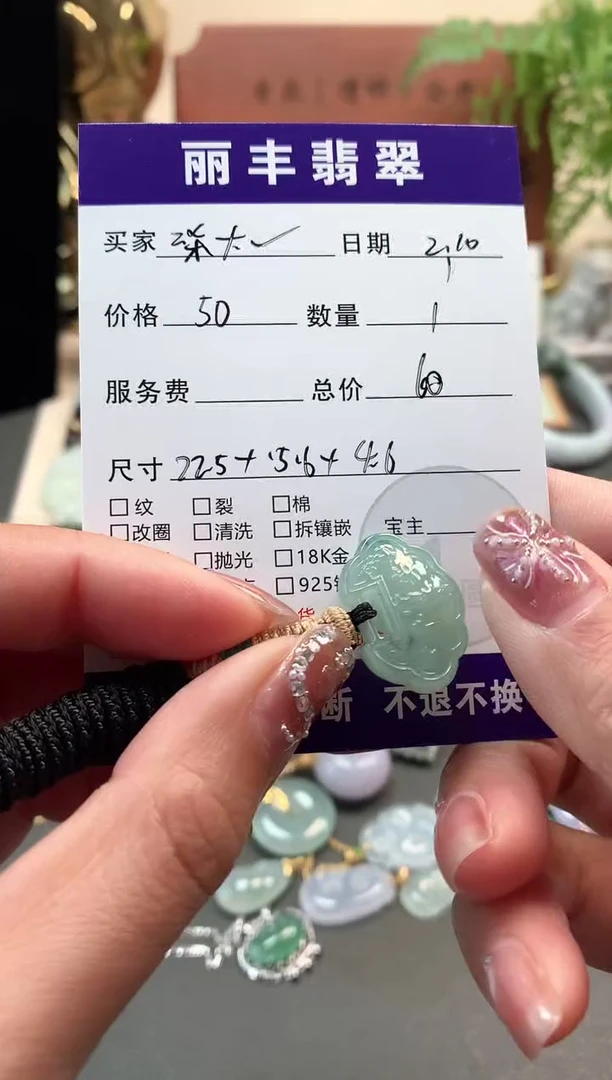 丽丰翡翠
买家 日期 2,10
价格 50 数量 1
服务费 总价 60
尺寸 22.5+15.6+4.6
□纹 □裂 □棉
□改圈 □清洗 □拆镶嵌 宝主
□抛光 □18K金
□925
货
断 不退不换